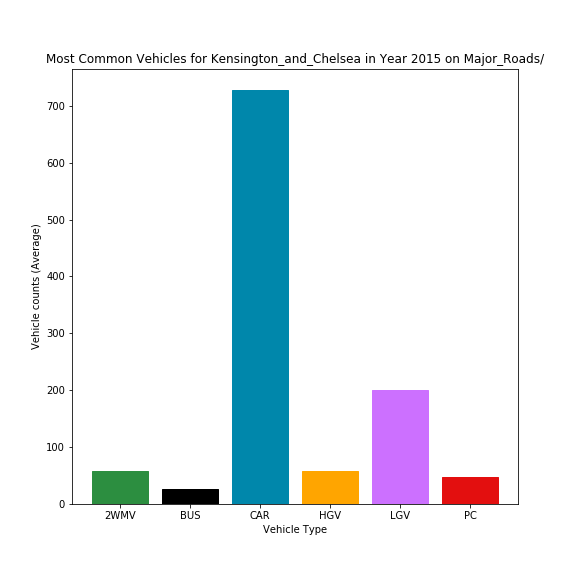 Most Common Vehicles for Kensington_and_Chelsea in Year 2015 on Major_Roads/
Vehicle counts (Average)
700
600
500
400
300
200
100
0
2WMV BUS CAR HGV LGV PC
Vehicle Type